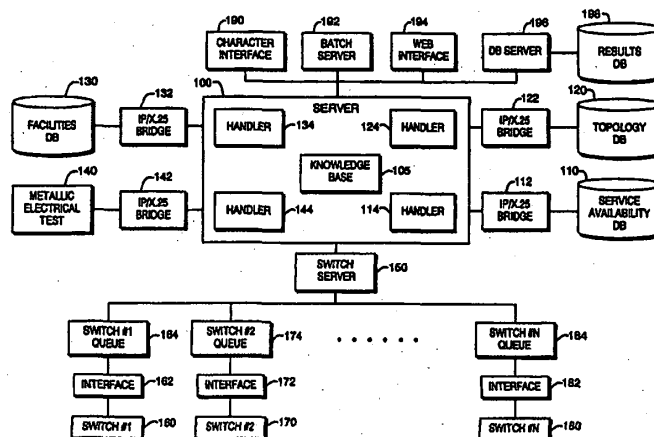 190
192
194
196
198
CHARACTER
INTERFACE
BATCH
SERVER
WEB
INTERFACE
DB SERVER
RESULTS
DB
130
132
100
SERVER
122
120
FACILITIES
DB
IP/X.25
BRIDGE
HANDLER
134
124
HANDLER
IP/X.25
BRIDGE
TOPOLOGY
DB
KNOWLEDGE
BASE
105
140
142
112
110
METALLIC
ELECTRICAL
TEST
IP/X.25
BRIDGE
HANDLER
144
114
HANDLER
IP/X.25
BRIDGE
SERVICE
AVAILABILITY
DB
SWITCH
SERVER
150
SWITCH #1
QUEUE
164
SWITCH #2
QUEUE
174
SWITCH #N
QUEUE
184
INTERFACE
162
INTERFACE
172
INTERFACE
182
SWITCH #1
160
SWITCH #2
170
SWITCH #N
180